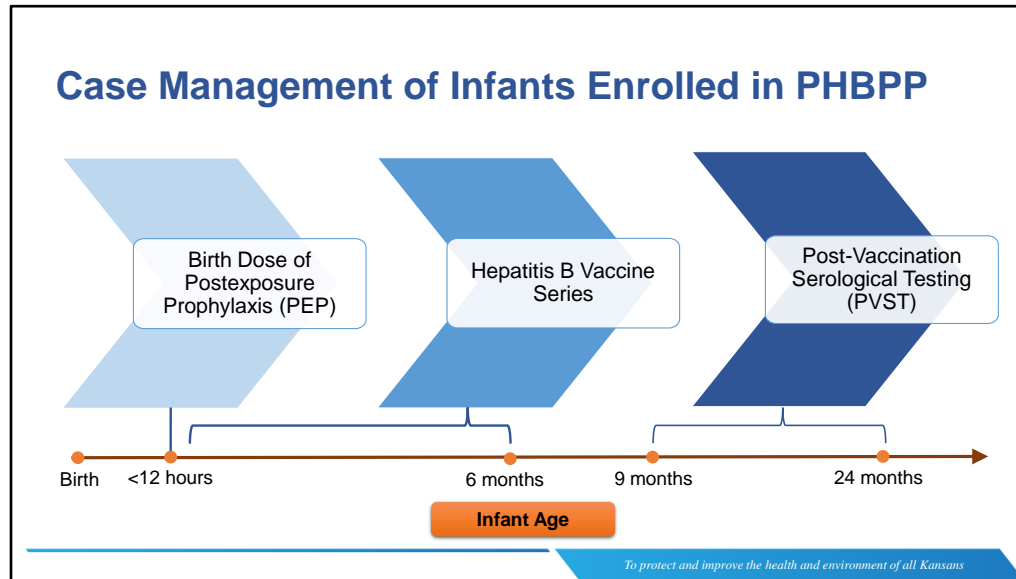 Case Management of Infants Enrolled in PHBPP
Birth Dose of
Postexposure
Prophylaxis (PEP)
Hepatitis B Vaccine
Series
Post-Vaccination
Serological Testing
(PVST)
Birth
<12 hours
6 months
9 months
24 months
Infant Age
To protect and improve the health and environment of all Kansans